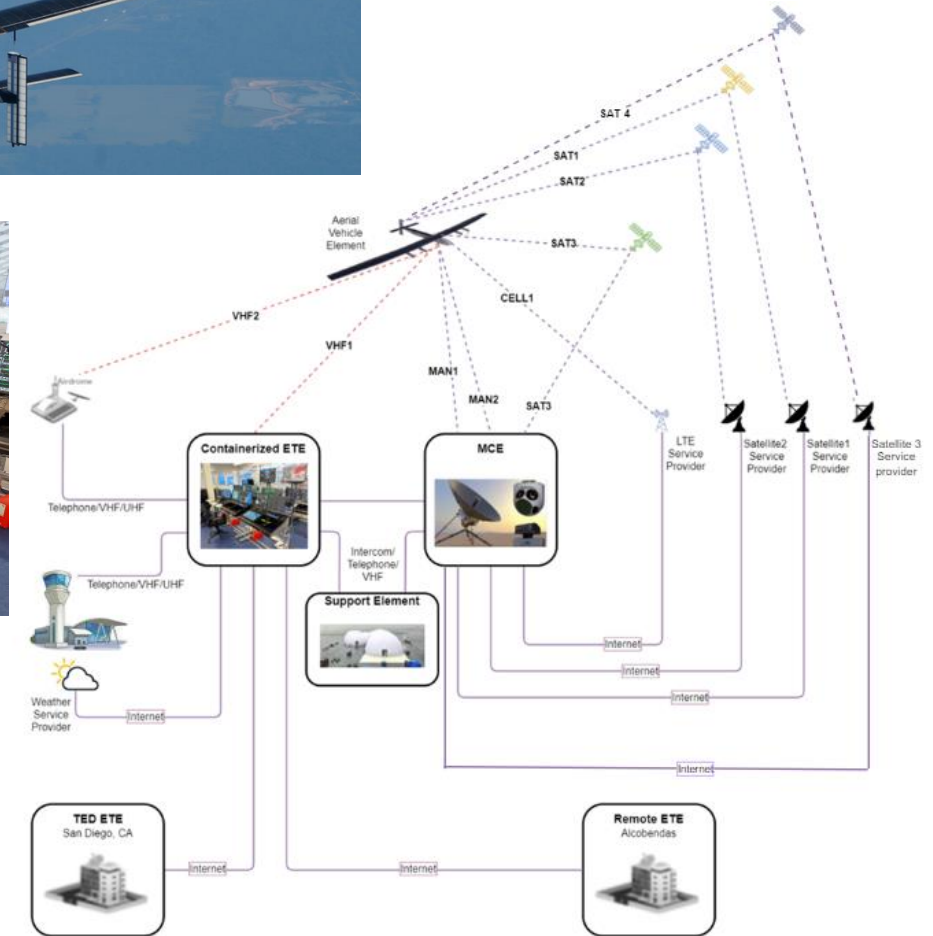 SAT 4
SAT1
SAT2
Aerial
Vehicle
Element
SAT3
CELL1
VHF2
VHF1
MAN1
MAN2
SAT3
Airdrome
Containerized ETE
MCE
LTE
Service
Provider
Satellite2
Service
Provider
Satellite1
Service
Provider
Satellite 3
Service
provider
Telephone/VHF/UHF
Intercom/
Telephone/
VHF
Telephone/VHF/UHF
Support Element
Internet
Internet
Internet
Weather
Service
Provider
Internet
Internet
TED ETE
San Diego, CA
Remote ETE
Alcobendas
Internet
Internet